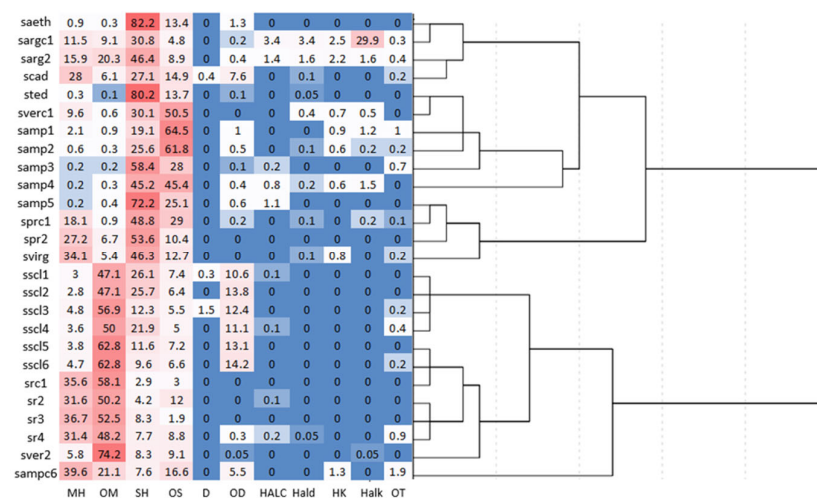 saeth 0.9 0.3 82.2 13.4 0 1.3
sargc1 11.5 9.1 30.8 4.8 0 0.2 3.4 3.4 2.5 29.9 0.3
sarg2 15.9 20.3 46.4 8.9 0 0.4 1.4 1.6 2.2 1.6 0.4
scad 28 6.1 27.1 14.9 0.4 7.6 0 0.1 0 0 0.2
sted 0.3 0.1 80.2 13.7 0 0.1 0 0.05 0 0 0
sverc1 9.6 0.6 30.1 50.5 0 0 0 0.4 0.7 0.5 0
samp1 2.1 0.9 19.1 64.5 0 1 0 0 0.9 1.2 1
samp2 0.6 0.3 25.6 61.8 0 0.5 0 0.1 0.6 0.2 0.2
samp3 0.2 0.2 58.4 28 0 0.1 0.2 0 0 0 0.7
samp4 0.2 0.3 45.2 45.4 0 0.4 0.8 0.2 0.6 1.5 0
samp5 0.2 0.4 72.2 25.1 0 0.6 1.1 0 0 0 0
sprc1 18.1 0.9 48.8 29 0 0.2 0 0.1 0 0.2 0.1
spr2 27.2 6.7 53.6 10.4 0 0 0 0 0 0 0
svirg 34.1 5.4 46.3 12.7 0 0 0 0.1 0.8 0 0.2
sscl1 3 47.1 26.1 7.4 0.3 10.6 0.1 0 0 0 0
sscl2 2.8 47.1 25.7 6.4 0 13.8 0 0 0 0 0
sscl3 4.8 56.9 12.3 5.5 1.5 12.4 0 0 0 0 0.2
sscl4 3.6 50 21.9 5 0 11.1 0.1 0 0 0 0.4
sscl5 3.8 62.8 11.6 7.2 0 13.1 0 0 0 0 0
sscl6 4.7 62.8 9.6 6.6 0 14.2 0 0 0 0 0.2
src1 35.6 58.1 2.9 3 0 0 0 0 0 0 0
sr2 31.6 50.2 4.2 12 0 0 0.1 0 0 0 0
sr3 36.7 52.5 8.3 1.9 0 0 0 0 0 0 0
sr4 31.4 48.2 7.7 8.8 0 0.3 0.2 0.05 0 0 0.9
sver2 5.8 74.2 8.3 9.1 0 0.05 0 0 0 0.05 0
sampc6 39.6 21.1 7.6 16.6 0 5.5 0 0 1.3 0 1.9
MH OM SH OS D OD HALC Hald HK Halk OT